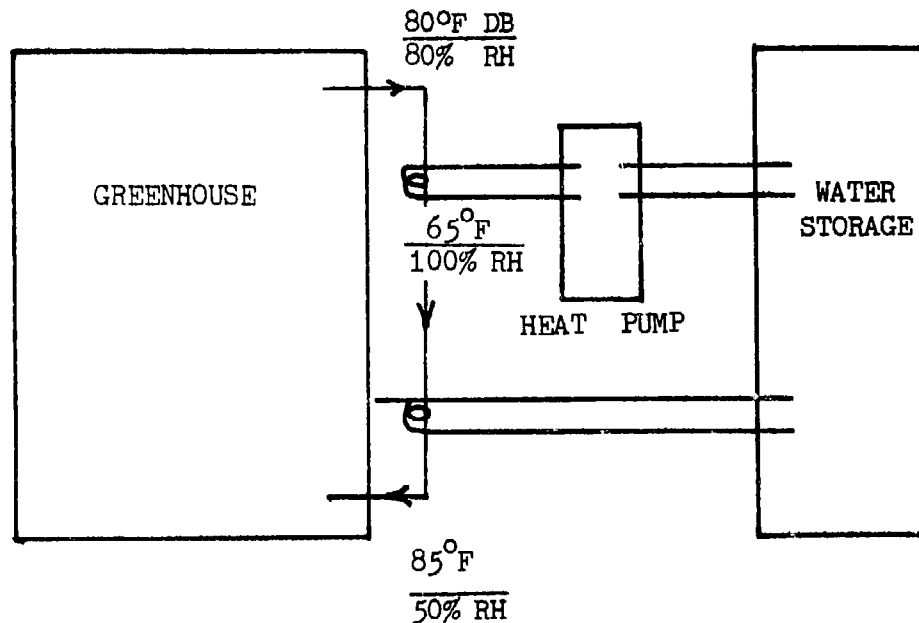 80°F DB
80% RH
GREENHOUSE
WATER
STORAGE
65°F
100% RH
HEAT PUMP
85°F
50% RH